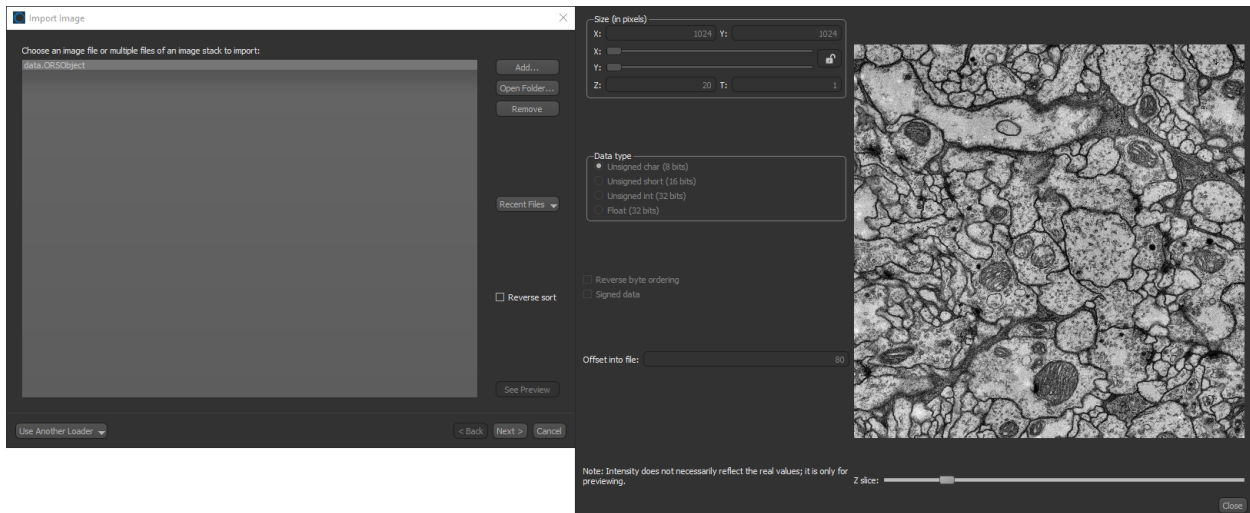 Import Image
Choose an image file or multiple files of an image stack to import:
data.ORSObject
Add...
Open Folder...
Remove
Recent Files
Reverse sort
See Preview
Use Another Loader
< Back Next > Cancel
Size (in pixels)
X: 1024 Y: 1024
X:
Y:
Z: 20 T: 1
Data type
Unsigned char (8 bits)
Unsigned short (16 bits)
Unsigned int (32 bits)
Float (32 bits)
Reverse byte ordering
Signed data
Offset into file: 80
Note: Intensity does not necessarily reflect the real values; it is only for
previewing.
Z slice:
Close